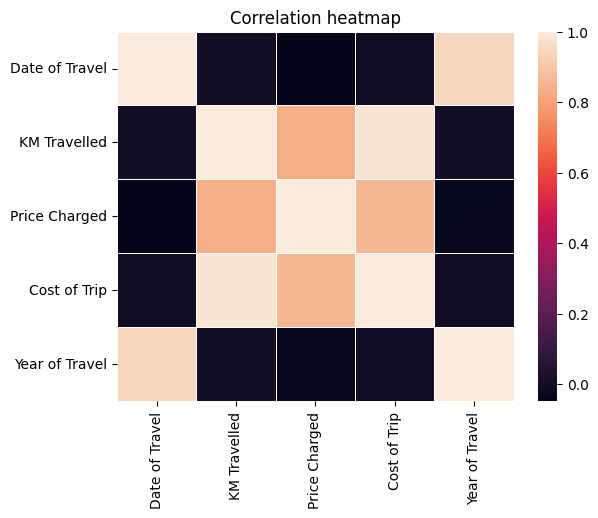 Correlation heatmap
Date of Travel
KM Travelled
Price Charged
Cost of Trip
Year of Travel
Date of Travel
KM Travelled
Price Charged
Cost of Trip
Year of Travel
1.0
0.8
0.6
0.4
0.2
0.0